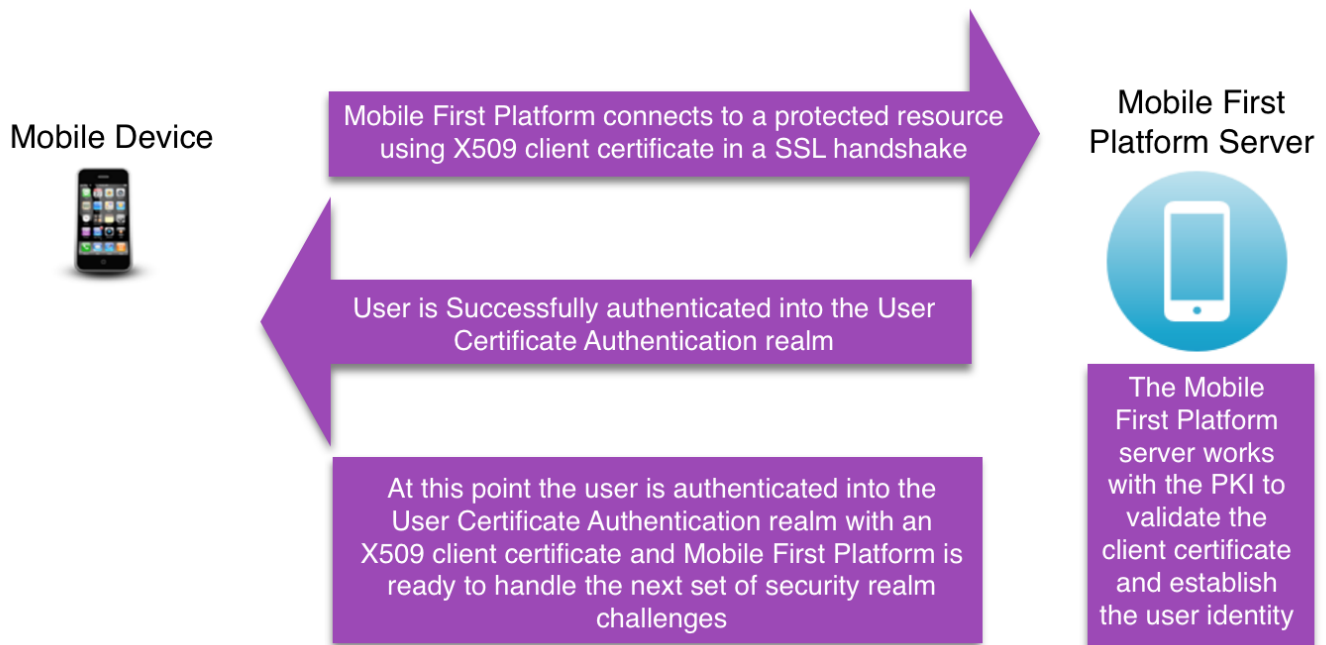 Mobile Device
Mobile First Platform connects to a protected resource
using X509 client certificate in a SSL handshake
Mobile First
Platform Server
User is Successfully authenticated into the User
Certificate Authentication realm
At this point the user is authenticated into the
User Certificate Authentication realm with an
X509 client certificate and Mobile First Platform is
ready to handle the next set of security realm
challenges
The Mobile
First Platform
server works
with the PKI to
validate the
client certificate
and establish
the user identity